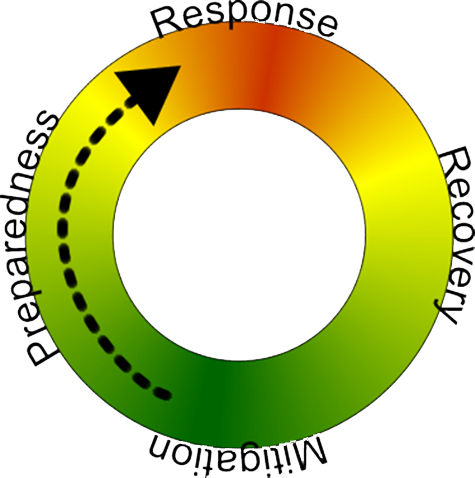 Response
Recovery
Mitigation
Preparedness